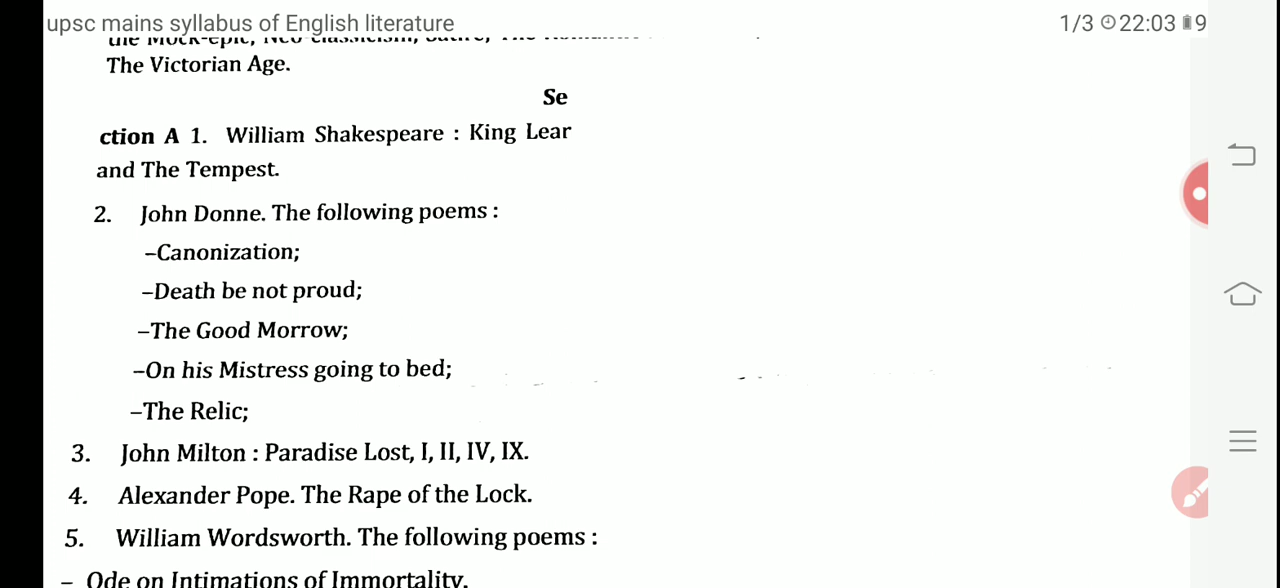 upsc mains syllabus of English literature
1/3 22:03 9
The Victorian Age.
Se
ction A 1. William Shakespeare : King Lear
and The Tempest.
2. John Donne. The following poems :
–Canonization;
–Death be not proud;
–The Good Morrow;
–On his Mistress going to bed;
–The Relic;
3. John Milton : Paradise Lost, I, II, IV, IX.
4. Alexander Pope. The Rape of the Lock.
5. William Wordsworth. The following poems :
– Ode on Intimations of Immortality.